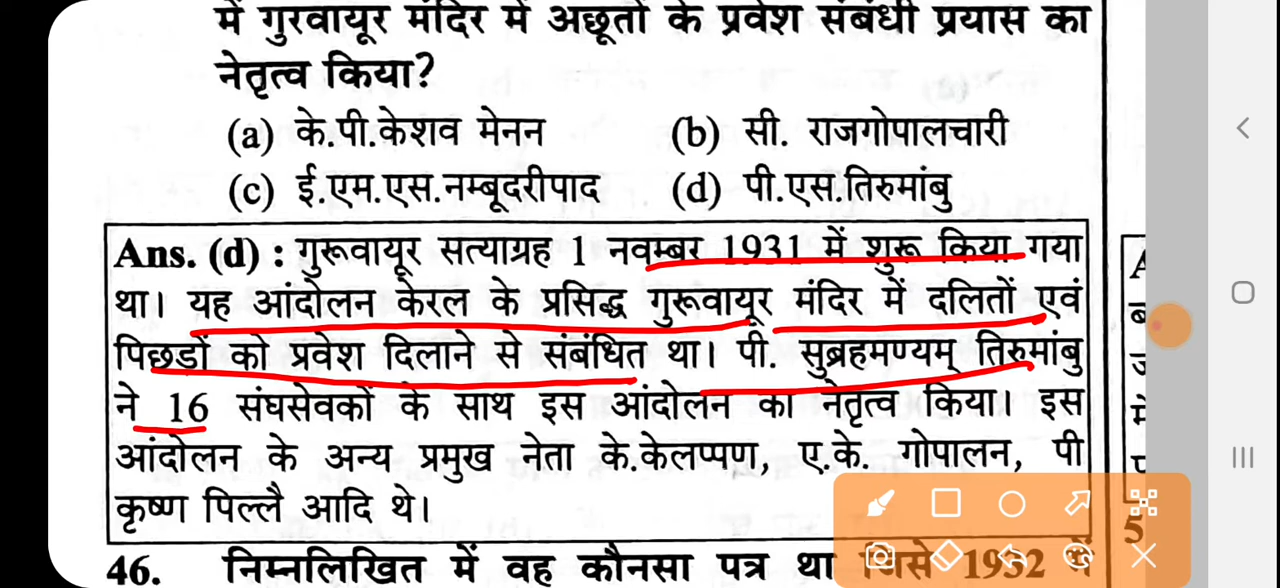 में गुरवायूर मंदिर में अछूतों के प्रवेश संबंधी प्रयास का
नेतृत्व किया?
(a) के.पी.केशव मेनन (b) सी. राजगोपालचारी
(c) ई.एम.एस.नम्बूदरीपाद (d) पी.एस.तिरुमांबु
Ans. (d) : गुरूवायूर सत्याग्रह 1 नवम्बर 1931 में शुरू किया गया
था। यह आंदोलन केरल के प्रसिद्ध गुरूवायूर मंदिर में दलितों एवं
पिछडों को प्रवेश दिलाने से संबंधित था। पी. सुब्रहमण्यम् तिरुमांबु
ने 16 संघसेवकों के साथ इस आंदोलन का नेतृत्व किया। इस
आंदोलन के अन्य प्रमुख नेता के.केलप्पण, ए.के. गोपालन, पी
कृष्ण पिल्लै आदि थे।
46. निम्नलिखित में वह कौनसा पत्र था जिसे 1932 में